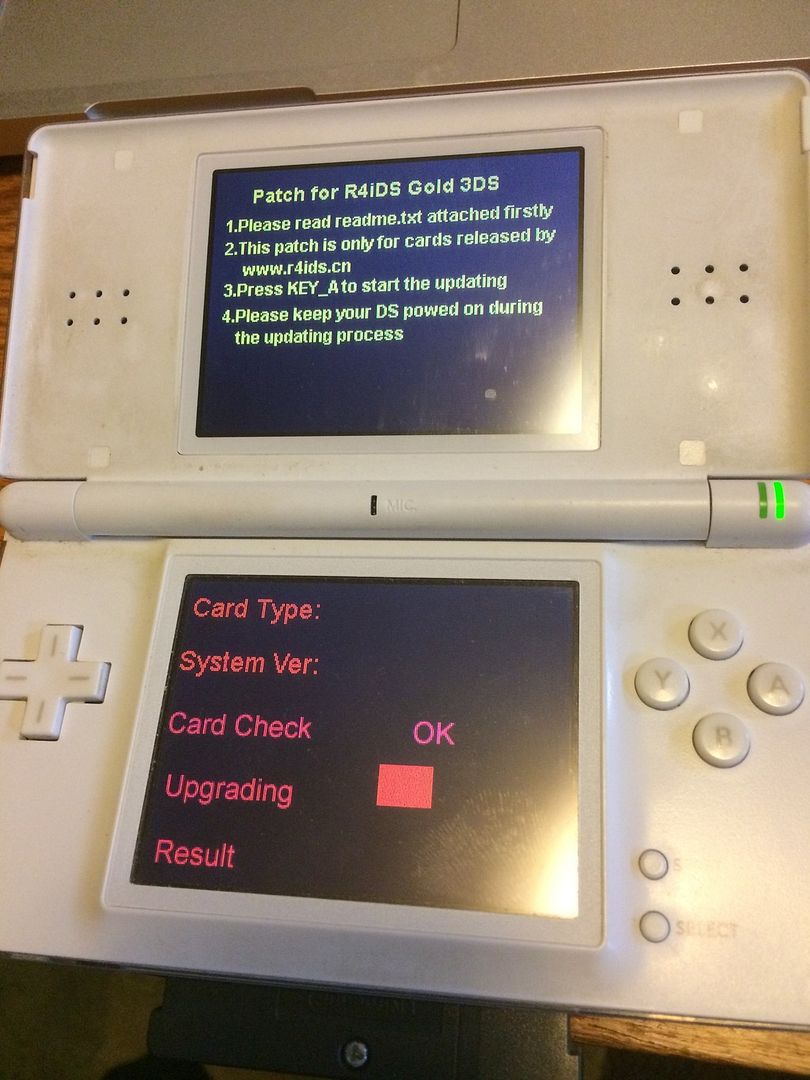 Patch for R4iDS Gold 3DS
1.Please read readme.txt attached firstly
2.This patch is only for cards released by
www.r4ids.cn
3.Press KEY_A to start the updating
4.Please keep your DS powed on during
the updating process
MIC.
Card Type:
System Ver:
Card Check OK
Upgrading
Result
X
Y
A
SELECT